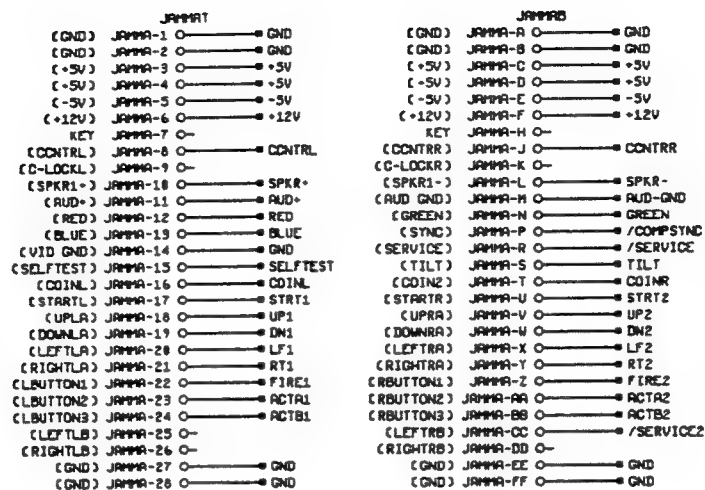 JAMMAT
[GND] JAMMA-1 GND
[GND] JAMMA-2 GND
[+5V] JAMMA-3 +5V
[+5V] JAMMA-4 +5V
[-5V] JAMMA-5 -5V
[+12V] JAMMA-6 +12V
KEY JAMMA-7
[CCNTRL] JAMMA-8 CCNTRL
[C-LOCKL] JAMMA-9
[SPKR1+] JAMMA-10 SPKR+
[AUD+] JAMMA-11 AUD+
[RED] JAMMA-12 RED
[BLUE] JAMMA-13 BLUE
[VID GND] JAMMA-14 GND
[SELFTEST] JAMMA-15 SELFTEST
[COINL] JAMMA-16 COINL
[STARTL] JAMMA-17 STRT1
[UPLA] JAMMA-18 UP1
[DOWNLA] JAMMA-19 DN1
[LEFTLA] JAMMA-20 LF1
[RIGHTLA] JAMMA-21 RT1
[LBUTTON1] JAMMA-22 FIRE1
[LBUTTON2] JAMMA-23 ACTA1
[LBUTTON3] JAMMA-24 ACTB1
[LEFTLB] JAMMA-25
[RIGHTLB] JAMMA-26
[GND] JAMMA-27 GND
[GND] JAMMA-28 GND
JAMMAB
[GND] JAMMA-A GND
[GND] JAMMA-B GND
[+5V] JAMMA-C +5V
[+5V] JAMMA-D +5V
[-5V] JAMMA-E -5V
[+12V] JAMMA-F +12V
KEY JAMMA-H
[CCNTRR] JAMMA-J CCNTRR
[C-LOCKR] JAMMA-K
[SPKR1-] JAMMA-L SPKR-
[AUD GND] JAMMA-M AUD-GND
[GREEN] JAMMA-N GREEN
[SYNC] JAMMA-P /COMPSYNC
[SERVICE] JAMMA-R /SERVICE
[TILT] JAMMA-S TILT
[COIN2] JAMMA-T COINR
[STARTR] JAMMA-U STRT2
[UPRA] JAMMA-V UP2
[DOWNRA] JAMMA-W DN2
[LEFTRA] JAMMA-X LF2
[RIGHTRA] JAMMA-Y RT2
[RBUTTON1] JAMMA-Z FIRE2
[RBUTTON2] JAMMA-AA ACTA2
[RBUTTON3] JAMMA-BB ACTB2
[LEFTRB] JAMMA-CC /SERVICE2
[RIGHTRB] JAMMA-DD
[GND] JAMMA-EE GND
[GND] JAMMA-FF GND